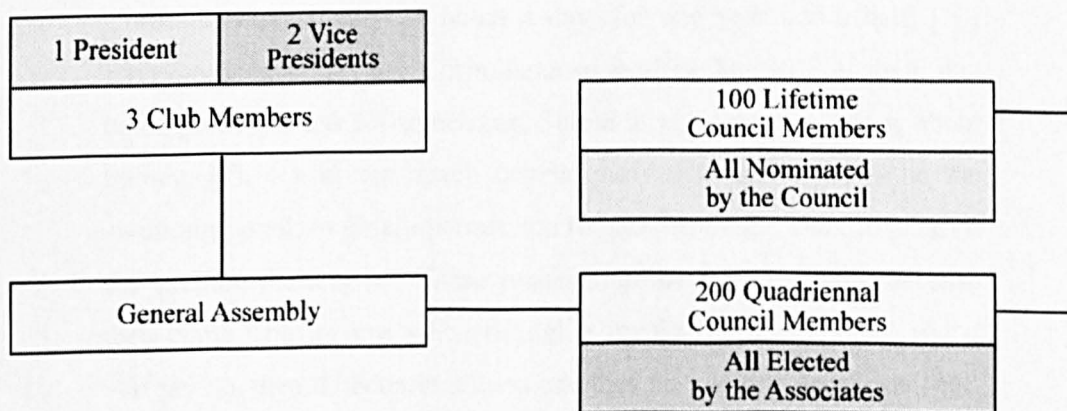 1 President
2 Vice
Presidents
3 Club Members
100 Lifetime
Council Members
All Nominated
by the Council
General Assembly
200 Quadriennal
Council Members
All Elected
by the Associates